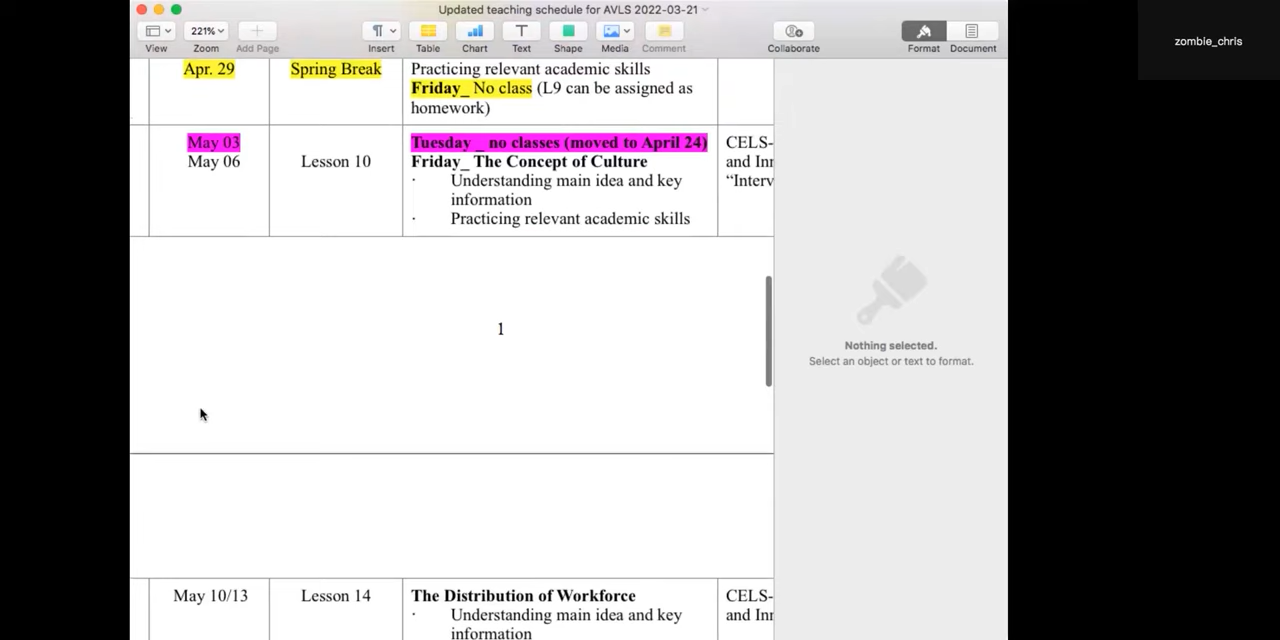 Updated teaching schedule for AVLS 2022-03-21
221%
View
Zoom
Add Page
Insert
Table
Chart
Text
Shape
Media
Comment
Collaborate
Format
Document
zombie_chris
Apr. 29
Spring Break
Practicing relevant academic skills
Friday_ No class (L9 can be assigned as
homework)
May 03
May 06
Lesson 10
Tuesday _ no classes (moved to April 24)
Friday_ The Concept of Culture
· Understanding main idea and key
information
· Practicing relevant academic skills
CELS-
and Inn
“Interv
1
Nothing selected.
Select an object or text to format.
May 10/13
Lesson 14
The Distribution of Workforce
· Understanding main idea and key
information
CELS-
and Inn